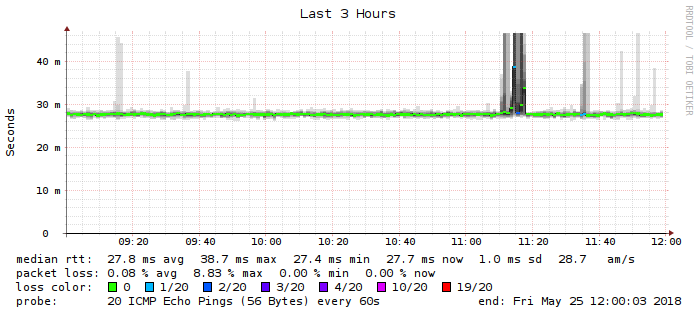 Last 3 Hours
RRDTOOL / TOBI OETIKER
Seconds
40 m
30 m
20 m
10 m
0
09:20 09:40 10:00 10:20 10:40 11:00 11:20 11:40 12:00
median rtt: 27.8 ms avg 38.7 ms max 27.4 ms min 27.7 ms now 1.0 ms sd 28.7 am/s
packet loss: 0.08 % avg 8.83 % max 0.00 % min 0.00 % now
loss color: 0 1/20 2/20 3/20 4/20 10/20 19/20
probe: 20 ICMP Echo Pings (56 Bytes) every 60s end: Fri May 25 12:00:03 2018